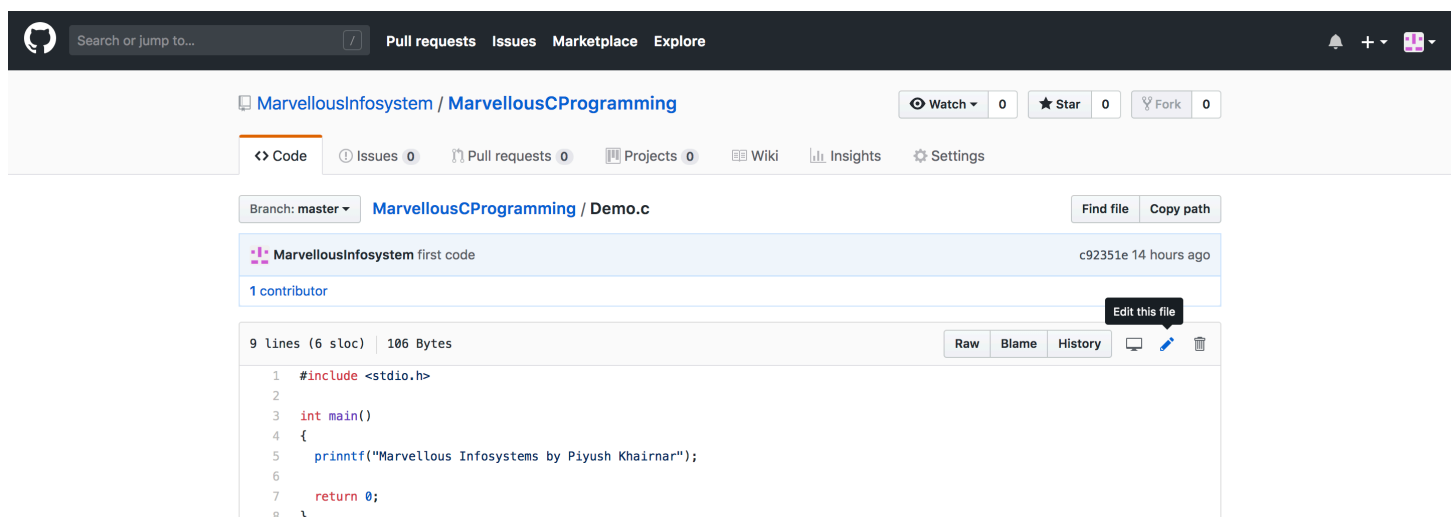 Search or jump to... /
Pull requests Issues Marketplace Explore
MarvellousInfosystem / MarvellousCProgramming
Watch 0 Star 0 Fork 0
Code Issues 0 Pull requests 0 Projects 0 Wiki Insights Settings
Branch: master MarvellousCProgramming / Demo.c Find file Copy path
MarvellousInfosystem first code c92351e 14 hours ago
1 contributor
Edit this file
9 lines (6 sloc) 106 Bytes Raw Blame History
1 #include <stdio.h>
2
3 int main()
4 {
5 prinntf("Marvellous Infosystems by Piyush Khairnar");
6
7 return 0;
8 }